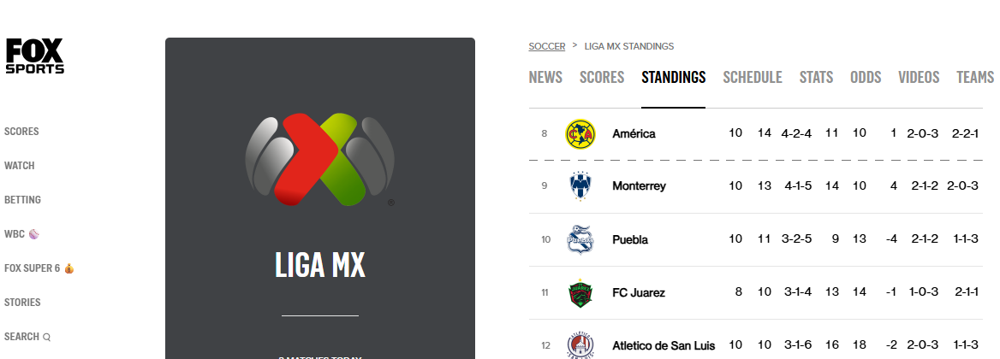 FOX
SPORTS
SCORES
WATCH
BETTING
WBC
FOX SUPER 6
STORIES
SEARCH
LIGA MX
SOCCER > LIGA MX STANDINGS
NEWS SCORES STANDINGS SCHEDULE STATS ODDS VIDEOS TEAMS
8 América 10 14 4-2-4 11 10 1 2-0-3 2-2-1
9 Monterrey 10 13 4-1-5 14 10 4 2-1-2 2-0-3
10 Puebla 10 11 3-2-5 9 13 -4 2-1-2 1-1-3
11 FC Juarez 8 10 3-1-4 13 14 -1 1-0-3 2-1-1
12 Atletico de San Luis 10 10 3-1-6 16 18 -2 2-0-3 1-1-3